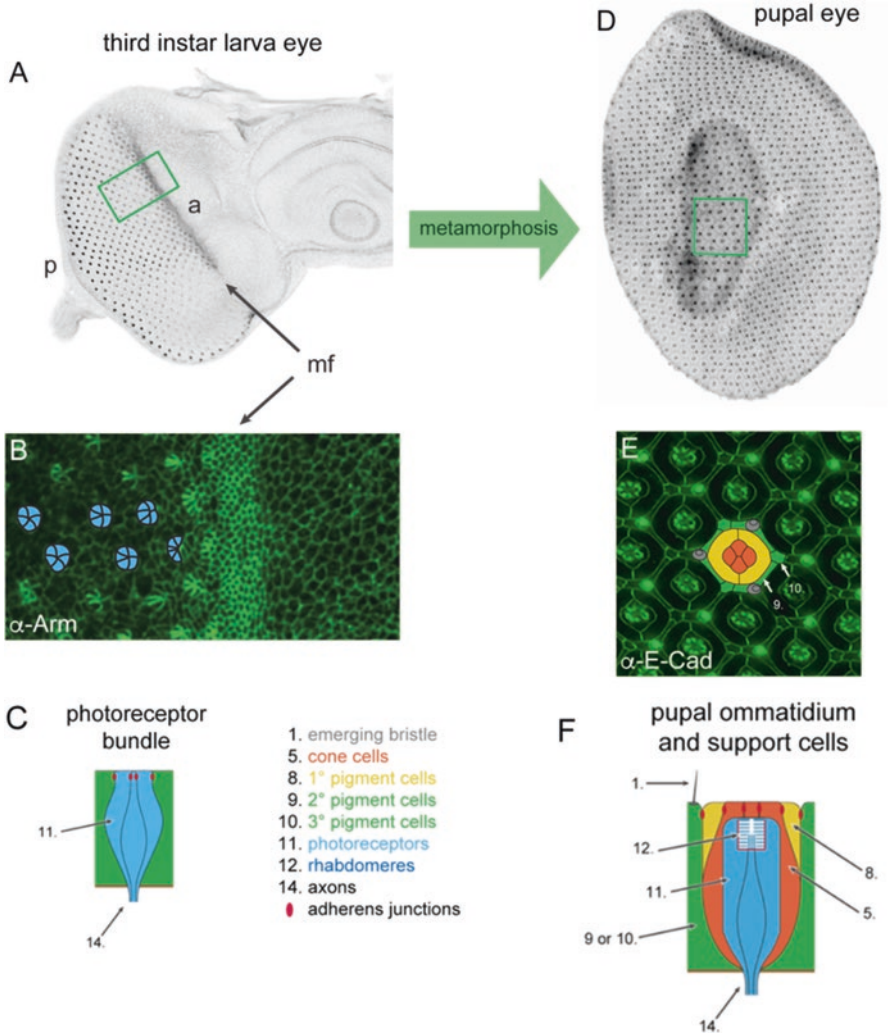 third instar larva eye
A
a
p
mf
metamorphosis
D
pupal eye
B
α-Arm
E
10.
9.
α-E-Cad
C
photoreceptor
bundle
11.
14.
1. emerging bristle
5. cone cells
8. 1° pigment cells
9. 2° pigment cells
10. 3° pigment cells
11. photoreceptors
12. rhabdomeres
14. axons
adherens junctions
F
pupal ommatidium
and support cells
1.
12.
11.
9 or 10.
8.
5.
14.